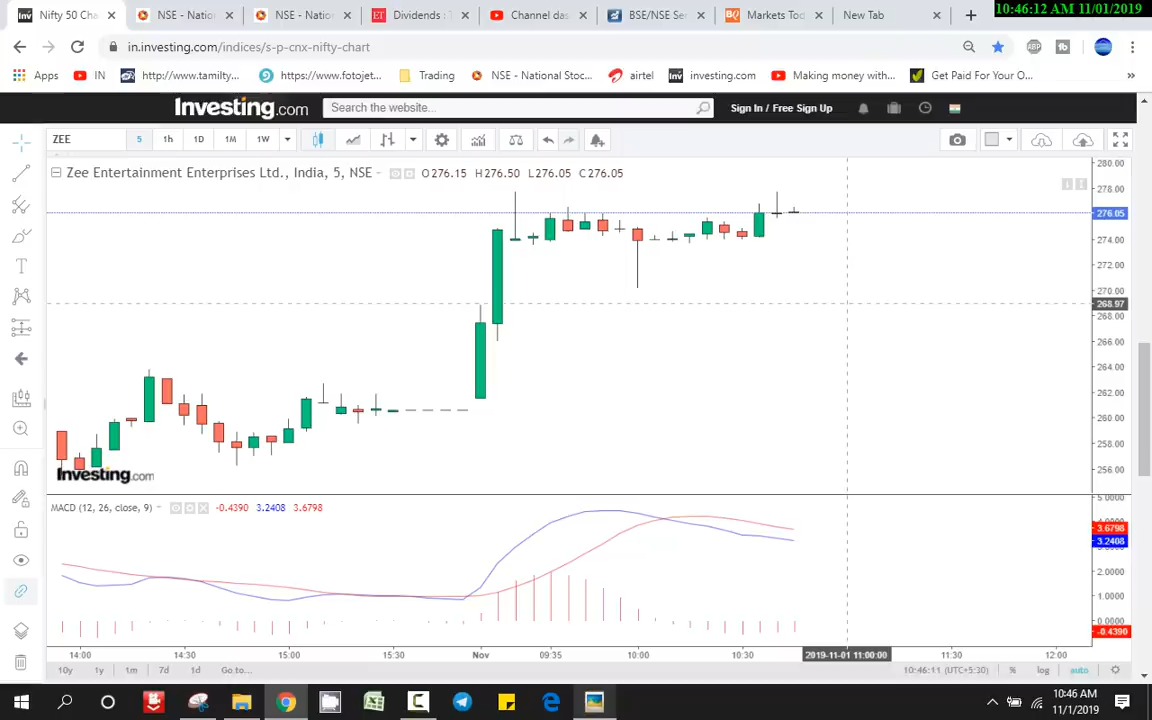 Nifty 50 Cha
NSE - Natio
NSE - Natio
Dividends : T
Channel das
BSE/NSE Ser
Markets Tod
New Tab
10:46:12 AM 11/01/2019
in.investing.com/indices/s-p-cnx-nifty-chart
Apps
IN
http://www.tamilty...
https://www.fotojet...
Trading
NSE - National Stoc...
airtel
investing.com
Making money with...
Get Paid For Your O...
Investing.com
Search the website...
Sign In / Free Sign Up
ZEE
5
1h
1D
1M
1W
Zee Entertainment Enterprises Ltd., India, 5, NSE
O276.15 H276.50 L276.05 C276.05
280.00
278.00
276.05
274.00
272.00
270.00
268.97
266.00
264.00
262.00
260.00
258.00
256.00
Investing.com
MACD (12, 26, close, 9)
-0.4390 3.2408 3.6798
5.0000
3.6798
3.2408
2.0000
1.0000
0.0000
-0.4390
14:00
14:30
15:00
15:30
Nov
09:35
10:00
10:30
2019-11-01 11:00:00
11:30
12:00
10y
1y
1m
7d
1d
Go to...
10:46:11 (UTC+5:30)
%
log
auto
10:46 AM
11/1/2019